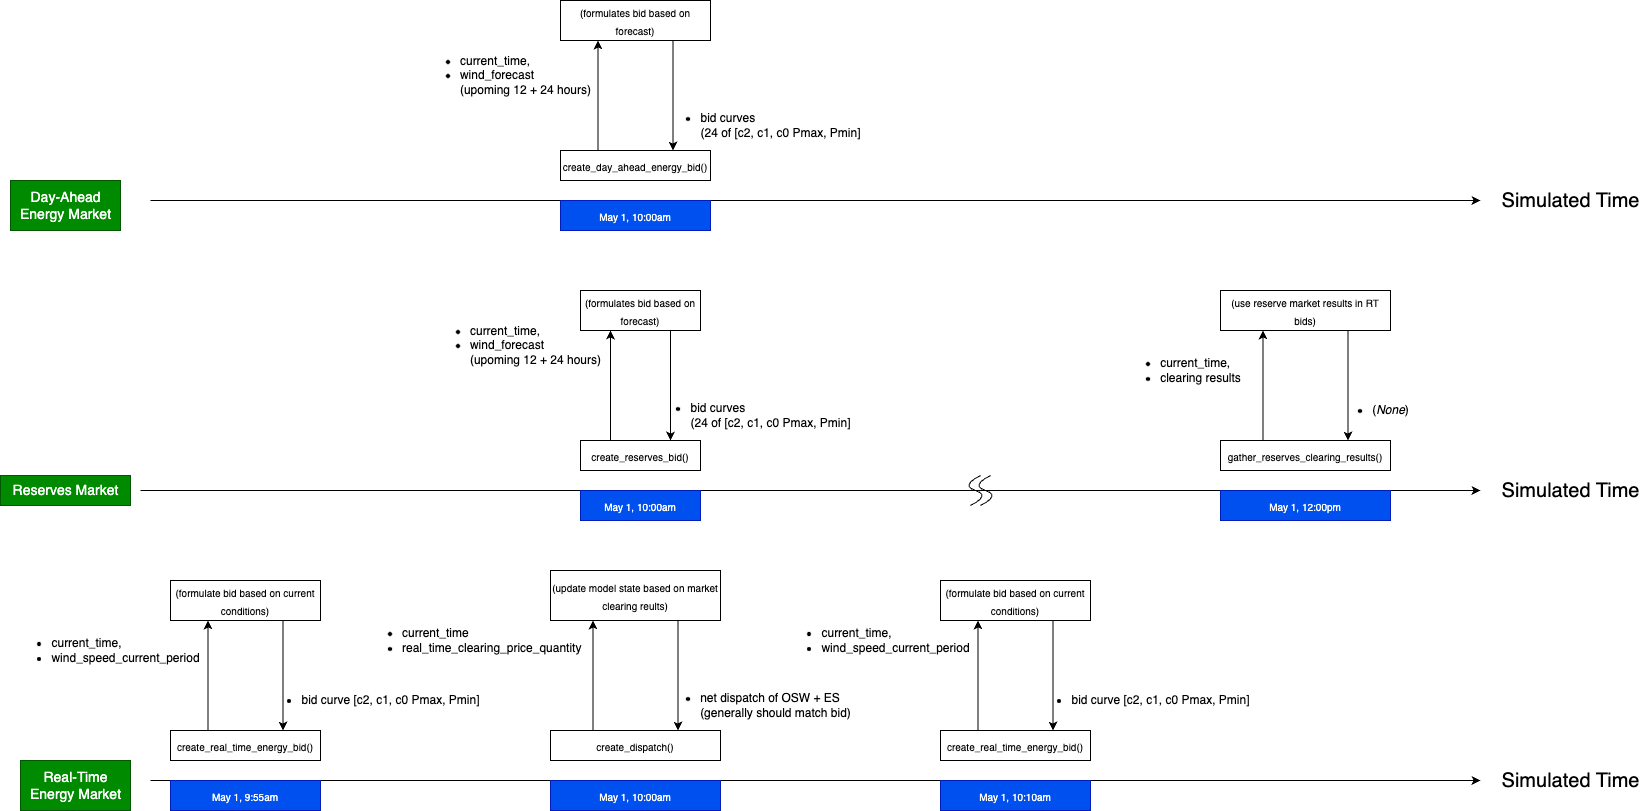 (formulates bid based on
forecast)
current_time,
wind_forecast
(upoming 12 + 24 hours)
bid curves
(24 of [c2, c1, c0 Pmax, Pmin]
create_day_ahead_energy_bid()
Day-Ahead
Energy Market
Simulated Time
May 1, 10:00am
(formulates bid based on
forecast)
current_time,
wind_forecast
(upoming 12 + 24 hours)
bid curves
(24 of [c2, c1, c0 Pmax, Pmin]
create_reserves_bid()
(use reserve market results in RT
bids)
current_time,
clearing results
(None)
gather_reserves_clearing_results()
Reserves Market
Simulated Time
May 1, 10:00am
May 1, 12:00pm
(formulate bid based on current
conditions)
current_time,
wind_speed_current_period
bid curve [c2, c1, c0 Pmax, Pmin]
create_real_time_energy_bid()
(update model state based on market
clearing reults)
current_time
real_time_clearing_price_quantity
net dispatch of OSW + ES
(generally should match bid)
create_dispatch()
(formulate bid based on current
conditions)
current_time,
wind_speed_current_period
bid curve [c2, c1, c0 Pmax, Pmin]
create_real_time_energy_bid()
Real-Time
Energy Market
Simulated Time
May 1, 9:55am
May 1, 10:00am
May 1, 10:10am